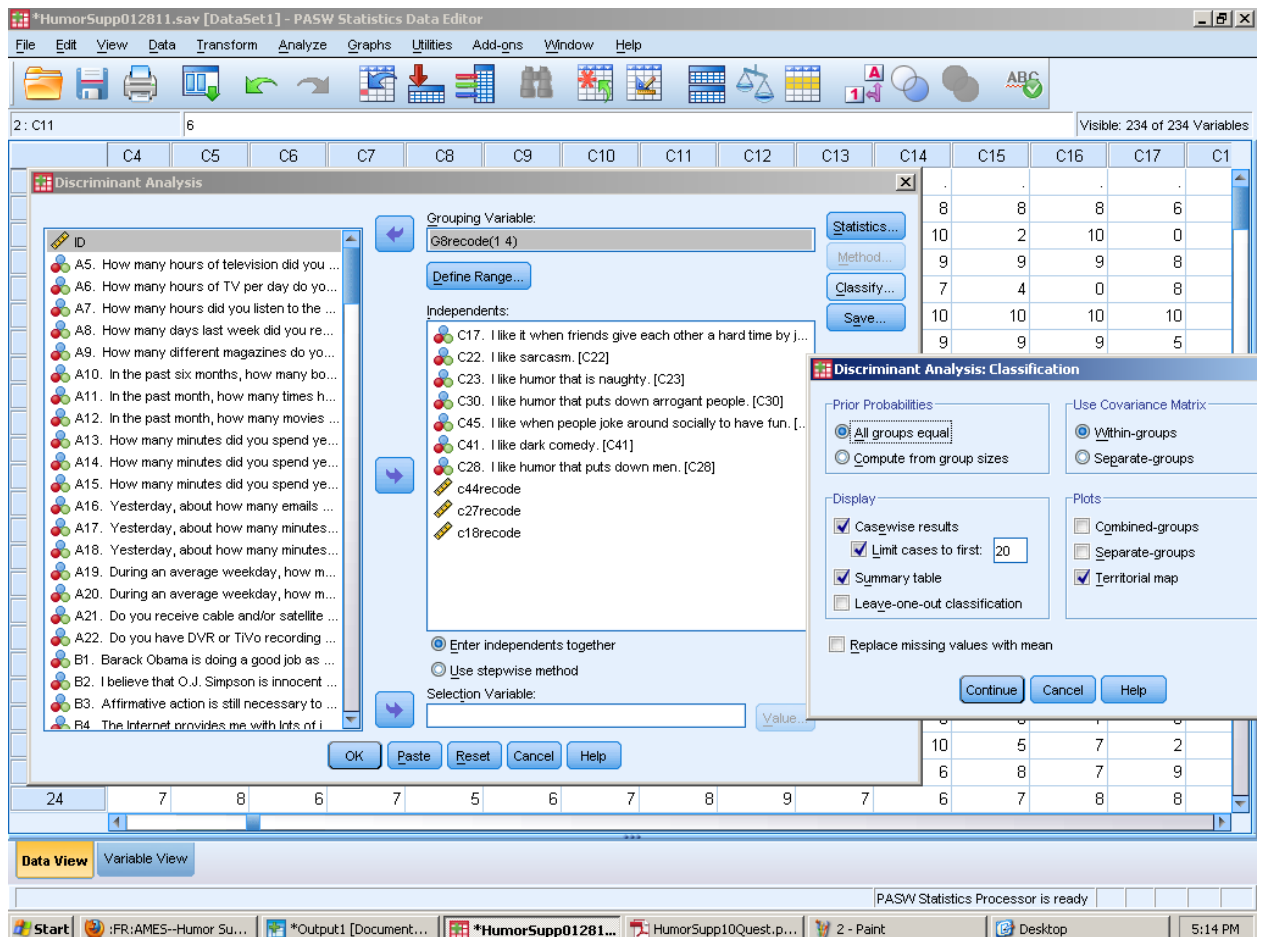 *HumorSupp012811.sav [DataSet1] - PASW Statistics Data Editor
File Edit View Data Transform Analyze Graphs Utilities Add-ons Window Help
A
1
ABC
2 : C11 6 Visible: 234 of 234 Variables
C4 C5 C6 C7 C8 C9 C10 C11 C12 C13 C14 C15 C16 C17 C1
Discriminant Analysis
ID
A5. How many hours of television did you ...
A6. How many hours of TV per day do yo...
A7. How many hours did you listen to the ...
A8. How many days last week did you re...
A9. How many different magazines do yo...
A10. In the past six months, how many bo...
A11. In the past month, how many times h...
A12. In the past month, how many movies ...
A13. How many minutes did you spend ye...
A14. How many minutes did you spend ye...
A15. How many minutes did you spend ye...
A16. Yesterday, about how many emails ...
A17. Yesterday, about how many minutes...
A18. Yesterday, about how many minutes...
A19. During an average weekday, how m...
A20. During an average weekday, how m...
A21. Do you receive cable and/or satellite ...
A22. Do you have DVR or TiVo recording ...
B1. Barack Obama is doing a good job as ...
B2. I believe that O.J. Simpson is innocent ...
B3. Affirmative action is still necessary to ...
B4. The Internet provides me with lots of i
Grouping Variable:
G8recode(1 4)
Define Range...
Independents:
C17. I like it when friends give each other a hard time by j...
C22. I like sarcasm. [C22]
C23. I like humor that is naughty. [C23]
C30. I like humor that puts down arrogant people. [C30]
C45. I like when people joke around socially to have fun. [..
C41. I like dark comedy. [C41]
C28. I like humor that puts down men. [C28]
c44recode
c27recode
c18recode
Enter independents together
Use stepwise method
Selection Variable:
Value...
Statistics...
Method...
Classify...
Save...
OK Paste Reset Cancel Help
. . . .
8 8 8 6
10 2 10 0
9 9 9 8
7 4 0 8
10 10 10 10
9 9 9 5
Discriminant Analysis: Classification
Prior Probabilities
All groups equal
Compute from group sizes
Use Covariance Matrix
Within-groups
Separate-groups
Display
Casewise results
Limit cases to first: 20
Summary table
Leave-one-out classification
Plots
Combined-groups
Separate-groups
Territorial map
Replace missing values with mean
Continue Cancel Help
10 5 7 2
6 8 7 9
24 7 8 6 7 5 6 7 8 9 7 6 7 8 8
Data View Variable View
PASW Statistics Processor is ready
Start :FR:AMES--Humor Su... *Output1 [Document... *HumorSupp01281... HumorSupp10Quest.p... 2 - Paint Desktop 5:14 PM